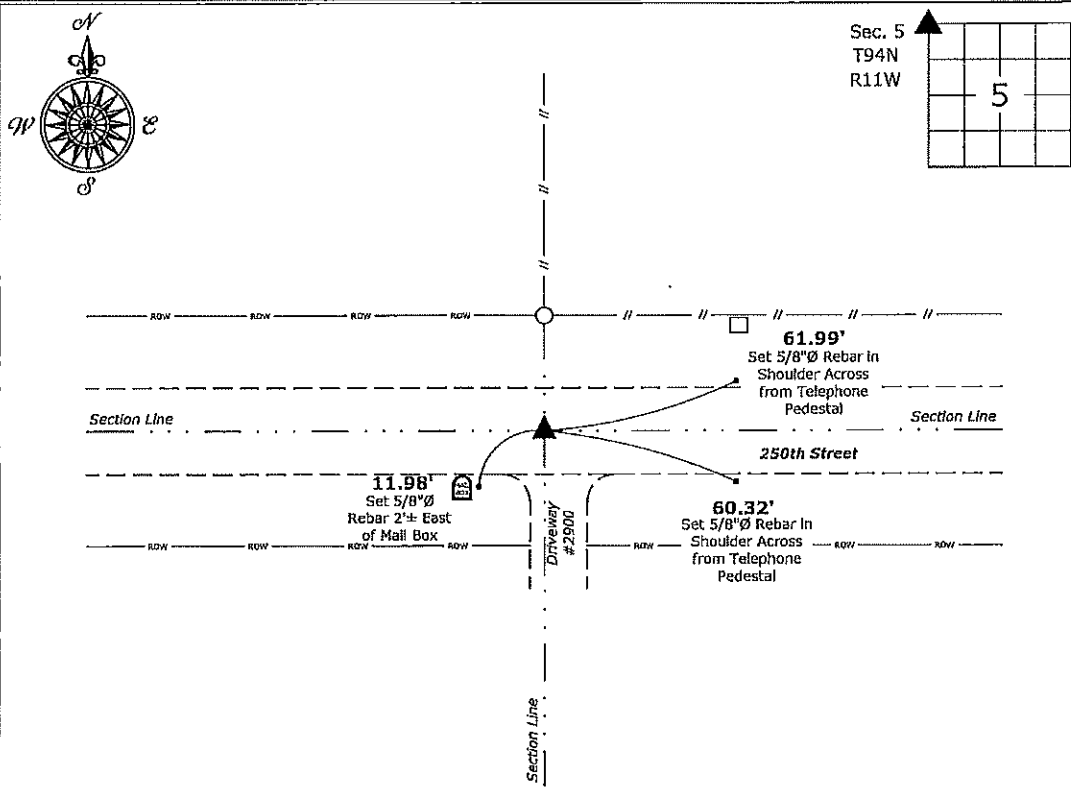 N
W
E
S
Sec. 5
T94N
R11W
5
ROW
ROW
ROW
ROW
61.99'
Set 5/8"Ø Rebar in
Shoulder Across
from Telephone
Pedestal
Section Line
Section Line
250th Street
11.98'
Set 5/8"Ø
Rebar 2'± East
of Mail Box
Driveway
#2900
60.32'
Set 5/8"Ø Rebar in
Shoulder Across
from Telephone
Pedestal
ROW
ROW
ROW
ROW
ROW
ROW
ROW
Section Line